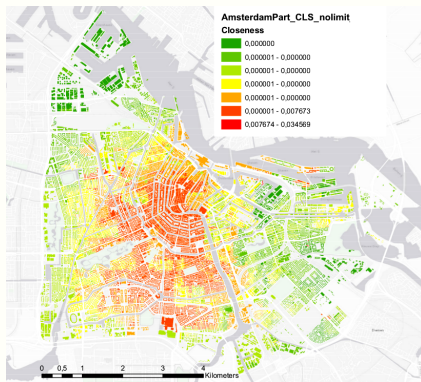 AmsterdamPart_CLS_nolimit
Closeness
0,000000
0,000001 - 0,000000
0,000001 - 0,000000
0,000001 - 0,000000
0,000001 - 0,000000
0,000001 - 0,007673
0,007674 - 0,034569
0 0,5 1 2 3 4
Kilometers